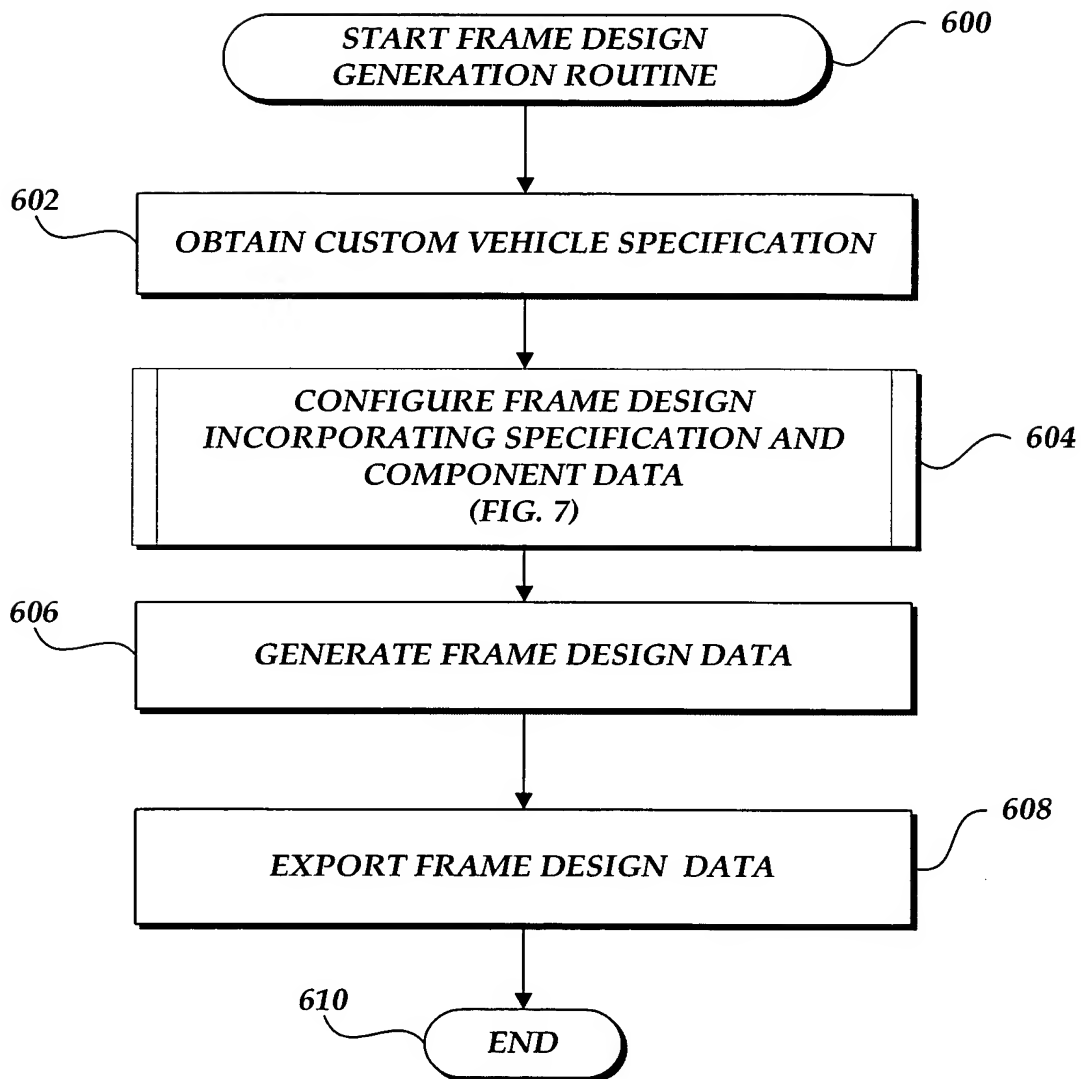 START FRAME DESIGN
GENERATION ROUTINE
600
602
OBTAIN CUSTOM VEHICLE SPECIFICATION
CONFIGURE FRAME DESIGN
INCORPORATING SPECIFICATION AND
COMPONENT DATA
(FIG. 7)
604
606
GENERATE FRAME DESIGN DATA
608
EXPORT FRAME DESIGN DATA
610
END